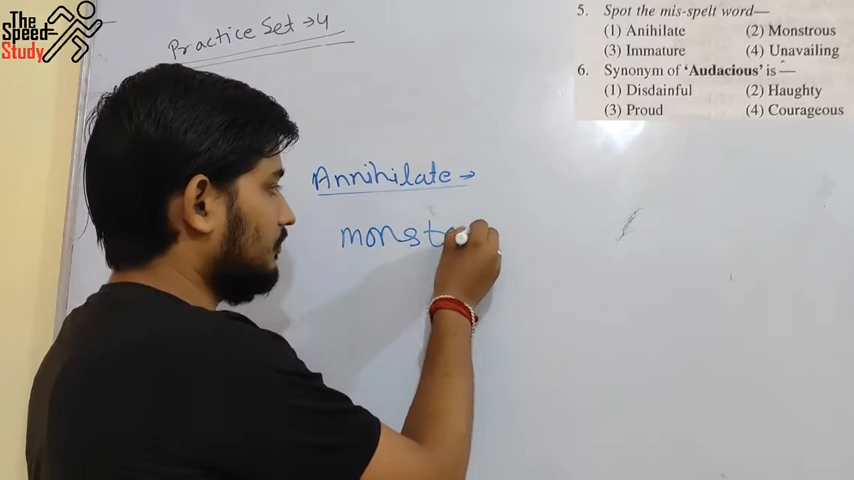 The
Speed
Study
Practice Set → 4
5. Spot the mis-spelt word—
(1) Anihilate (2) Monstrous
(3) Immature (4) Unavailing
6. Synonym of ‘Audacious’ is —
(1) Disdainful (2) Haughty
(3) Proud (4) Courageous
Annihilate →
monst